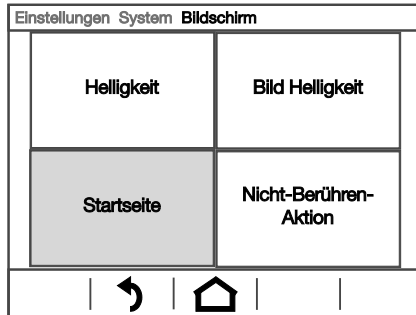 Einstellungen System Bildschirm
Helligkeit
Bild Helligkeit
Startseite
Nicht-Berühren-
Aktion